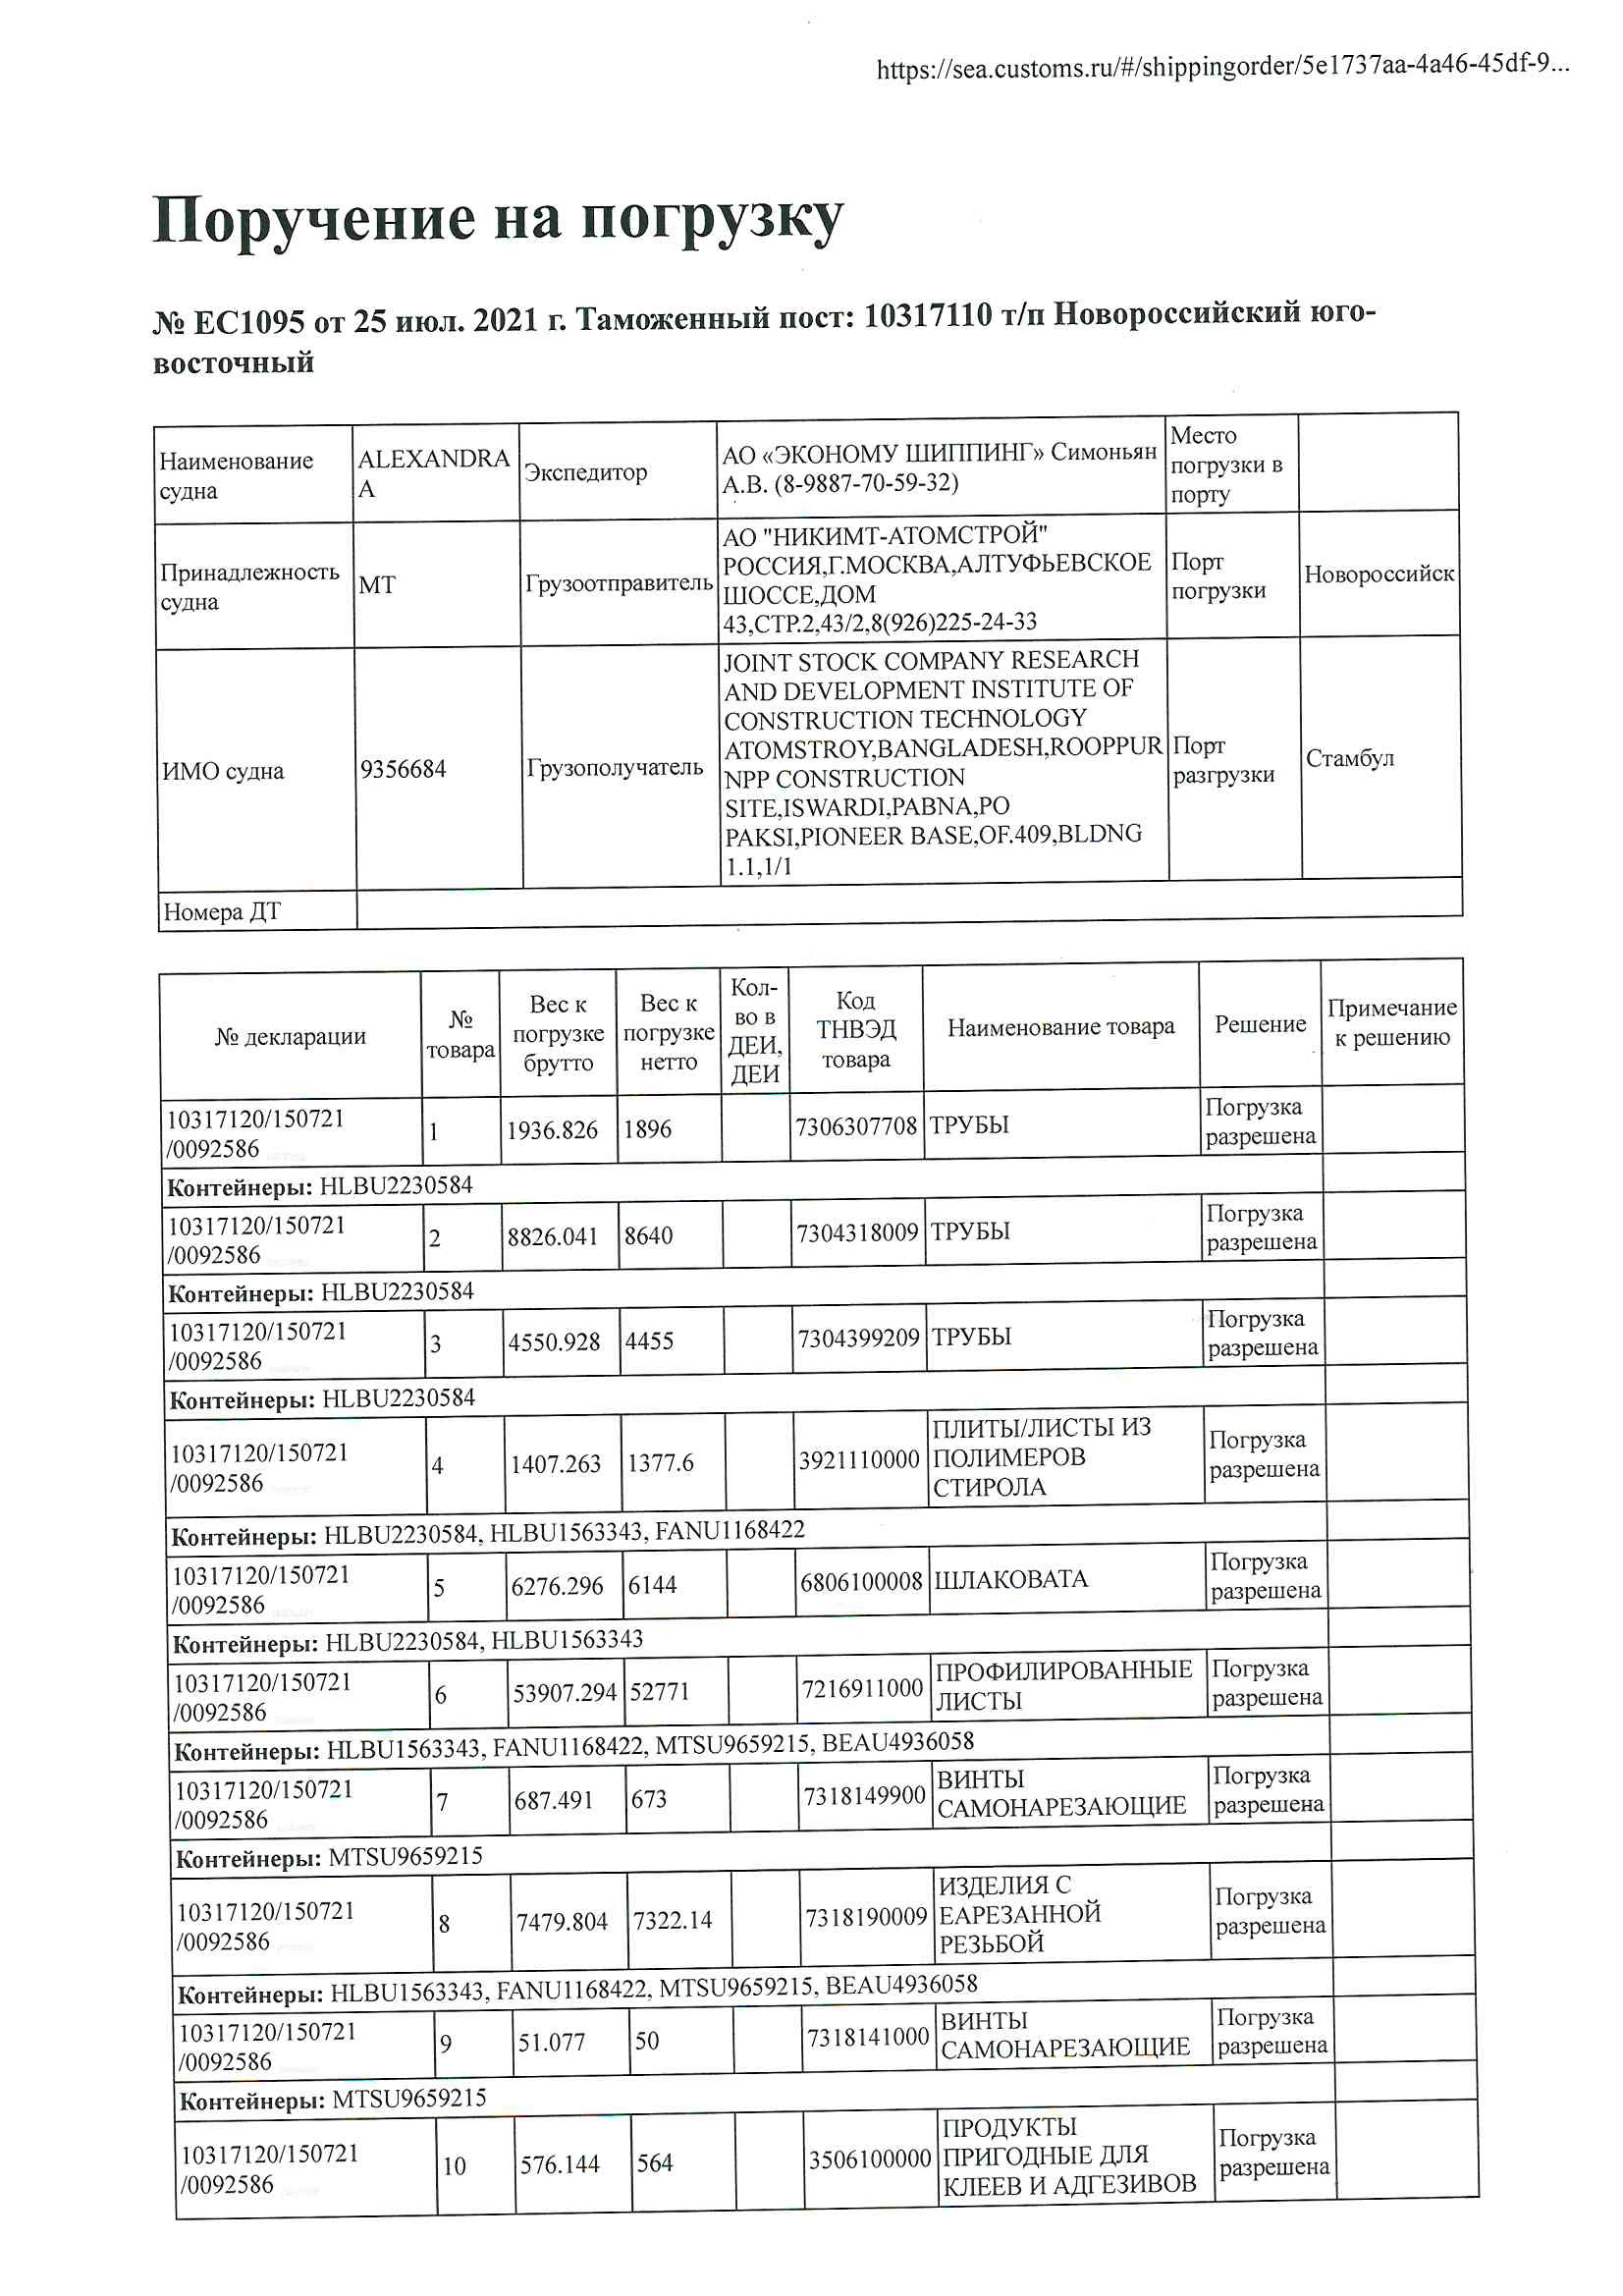 https://sea.customs.ru/#/shippingorder/5e1737aa-4a46-45df-9...
Поручение на погрузку
№ ЕС1095 от 25 июл. 2021 г. Таможенный пост: 10317110 т/п Новороссийский юго-
восточный
Наименование
судна
ALEXANDRA
A
Экспедитор
АО «ЭКОНОМУ ШИППИНГ» Симоньян
А.В. (8-9887-70-59-32)
Место
погрузки в
порту
Принадлежность
судна
МТ
Грузоотправитель
АО "НИКИМТ-АТОМСТРОЙ"
РОССИЯ,Г.МОСКВА,АЛТУФЬЕВСКОЕ
ШОССЕ,ДОМ
43,СТР.2,43/2,8(926)225-24-33
Порт
погрузки
Новороссийск
ИМО судна
9356684
Грузополучатель
JOINT STOCK COMPANY RESEARCH
AND DEVELOPMENT INSTITUTE OF
CONSTRUCTION TECHNOLOGY
ATOMSTROY,BANGLADESH,ROOPPUR
NPP CONSTRUCTION
SITE,ISWARDI,PABNA,PO
PAKSI,PIONEER BASE,OF.409,BLDNG
1.1,1/1
Порт
разгрузки
Стамбул
Номера ДТ
№ декларации
№
товара
Вес к
погрузке
брутто
Вес к
погрузке
нетто
Кол-
во в
ДЕИ,
ДЕИ
Код
ТНВЭД
товара
Наименование товара
Решение
Примечание
к решению
10317120/150721
/0092586
1
1936.826
1896
7306307708
ТРУБЫ
Погрузка
разрешена
Контейнеры: HLBU2230584
10317120/150721
/0092586
2
8826.041
8640
7304318009
ТРУБЫ
Погрузка
разрешена
Контейнеры: HLBU2230584
10317120/150721
/0092586
3
4550.928
4455
7304399209
ТРУБЫ
Погрузка
разрешена
Контейнеры: HLBU2230584
10317120/150721
/0092586
4
1407.263
1377.6
3921110000
ПЛИТЫ/ЛИСТЫ ИЗ
ПОЛИМЕРОВ
СТИРОЛА
Погрузка
разрешена
Контейнеры: HLBU2230584, HLBU1563343, FANU1168422
10317120/150721
/0092586
5
6276.296
6144
6806100008
ШЛАКОВАТА
Погрузка
разрешена
Контейнеры: HLBU2230584, HLBU1563343
10317120/150721
/0092586
6
53907.294
52771
7216911000
ПРОФИЛИРОВАННЫЕ
ЛИСТЫ
Погрузка
разрешена
Контейнеры: HLBU1563343, FANU1168422, MTSU9659215, BEAU4936058
10317120/150721
/0092586
7
687.491
673
7318149900
ВИНТЫ
САМОНАРЕЗАЮЩИЕ
Погрузка
разрешена
Контейнеры: MTSU9659215
10317120/150721
/0092586
8
7479.804
7322.14
7318190009
ИЗДЕЛИЯ С
ЕАРЕЗАННОЙ
РЕЗЬБОЙ
Погрузка
разрешена
Контейнеры: HLBU1563343, FANU1168422, MTSU9659215, BEAU4936058
10317120/150721
/0092586
9
51.077
50
7318141000
ВИНТЫ
САМОНАРЕЗАЮЩИЕ
Погрузка
разрешена
Контейнеры: MTSU9659215
10317120/150721
/0092586
10
576.144
564
3506100000
ПРОДУКТЫ
ПРИГОДНЫЕ ДЛЯ
КЛЕЕВ И АДГЕЗИВОВ
Погрузка
разрешена